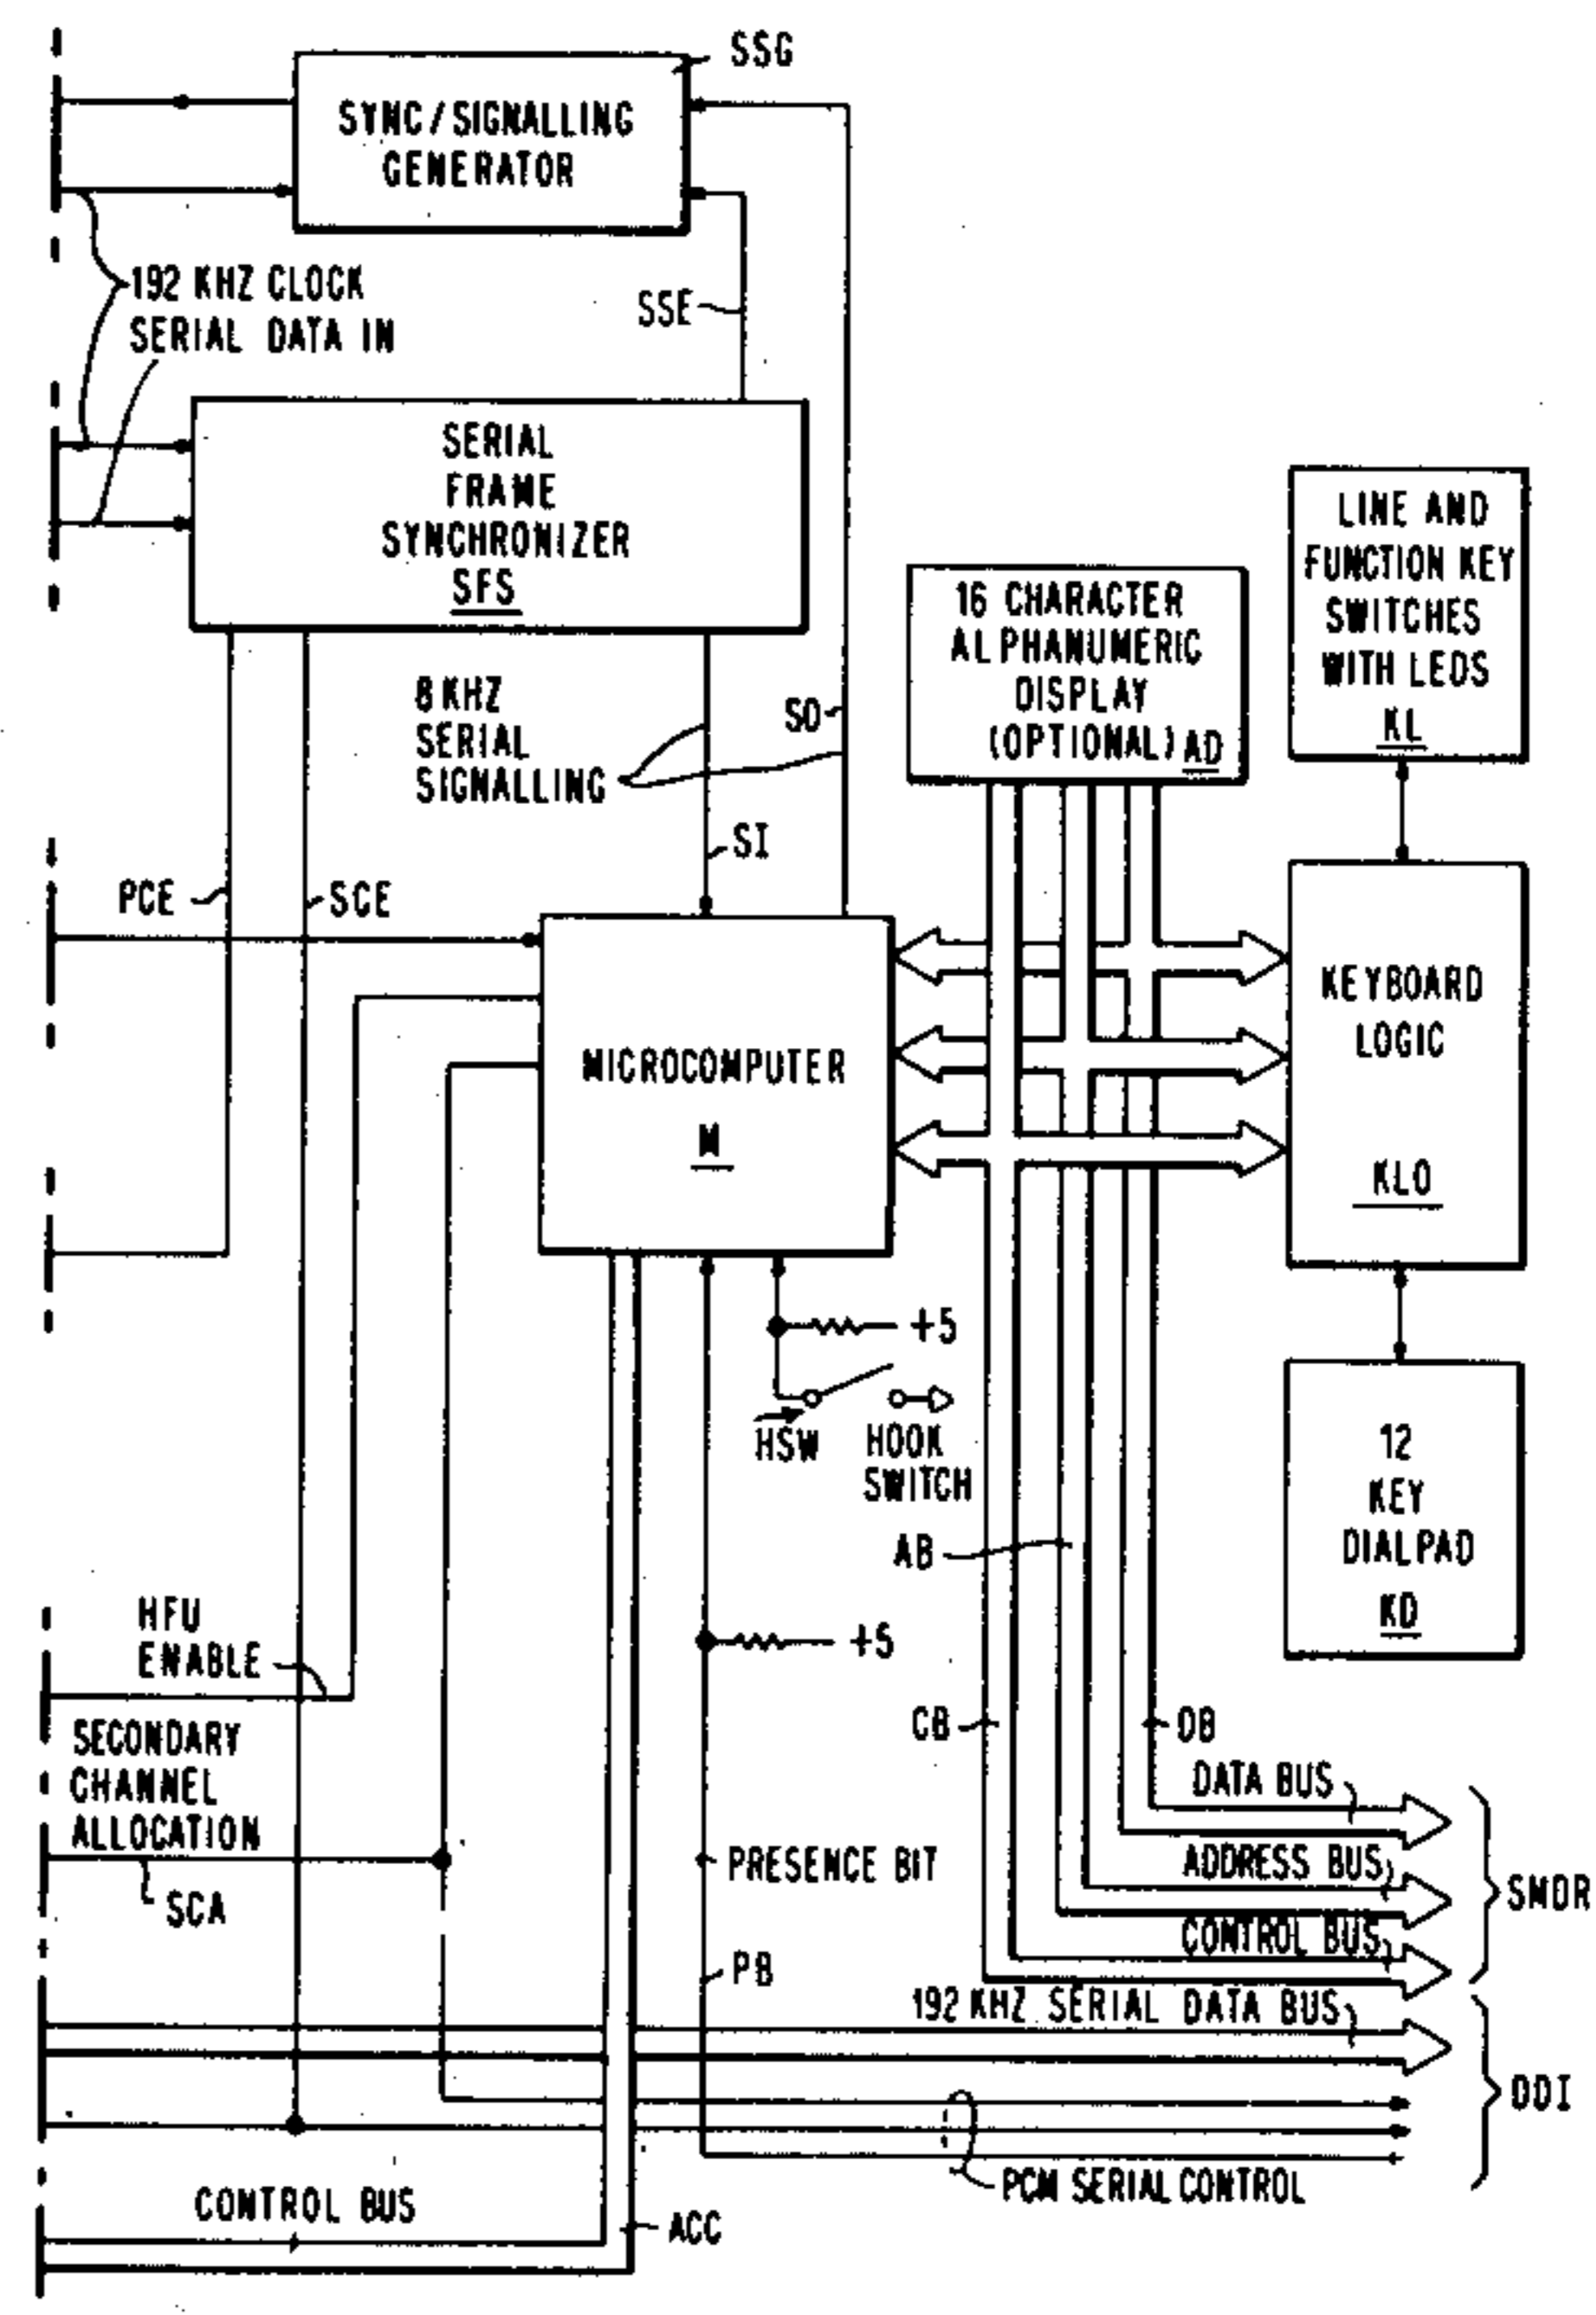 SSG
SYNC/SIGNALLING
GENERATOR
192 KHZ CLOCK
SERIAL DATA IN
SSE
SERIAL
FRAME
SYNCHRONIZER
SFS
LINE AND
FUNCTION KEY
SWITCHES
WITH LEDS
KL
16 CHARACTER
ALPHANUMERIC
DISPLAY
(OPTIONAL) AD
8 KHZ
SERIAL
SIGNALLING
SO
SI
PCE
SCE
MICROCOMPUTER
M
KEYBOARD
LOGIC
KLO
+5
HSW
HOOK
SWITCH
12
KEY
DIALPAD
KD
AB
HFU
ENABLE
+5
SECONDARY
CHANNEL
ALLOCATION
CB
DB
DATA BUS
PRESENCE BIT
ADDRESS BUS
SCA
SMDR
CONTROL BUS
PB
192 KHZ SERIAL DATA BUS
DDI
PCM SERIAL CONTROL
CONTROL BUS
ACC